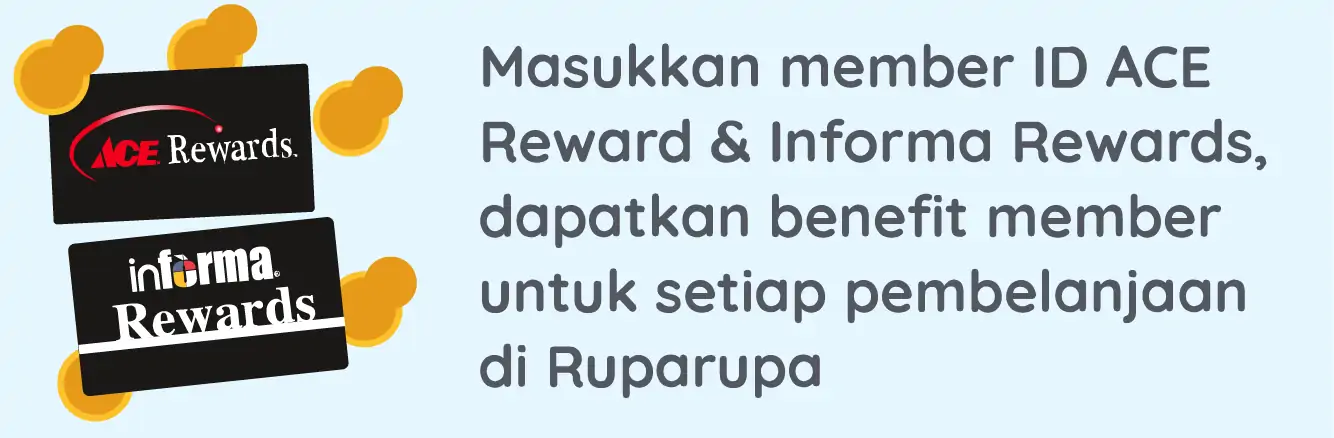 ACE Rewards.
informa
Rewards
Masukkan member ID ACE
Reward & Informa Rewards,
dapatkan benefit member
untuk setiap pembelanjaan
di Ruparupa